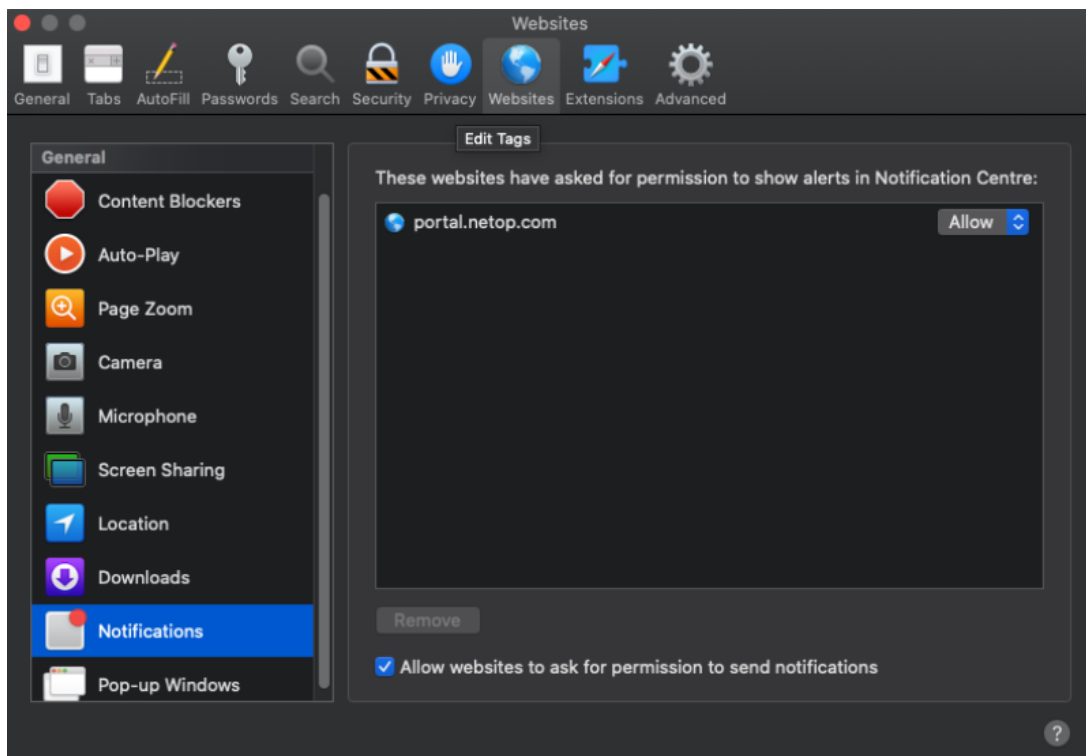 Websites
General Tabs AutoFill Passwords Search Security Privacy Websites Extensions Advanced
Edit Tags
General
Content Blockers
Auto-Play
Page Zoom
Camera
Microphone
Screen Sharing
Location
Downloads
Notifications
Pop-up Windows
These websites have asked for permission to show alerts in Notification Centre:
portal.netop.com Allow
Remove
Allow websites to ask for permission to send notifications
?